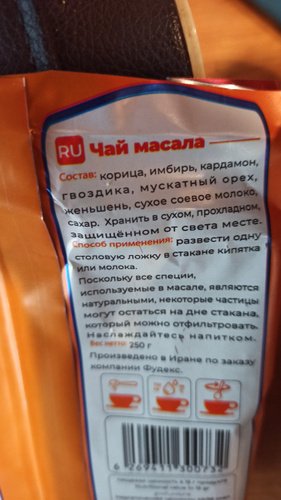 RU Чай масала
Состав: корица, имбирь, кардамон,
гвоздика, мускатный орех,
женьшень, сухое соевое молоко,
сахар. Хранить в сухом, прохладном,
защищённом от света месте.
Способ применения: развести одну
столовую ложку в стакане кипятка
или молока.
Поскольку все специи,
используемые в масале, являются
натуральными, некоторые частицы
могут остаться на дне стакана,
который можно отфильтровать.
Наслаждайтесь напитком.
Вес нетто: 250 г
Произведено в Иране по заказу
компании Фудекс.
6 269411 300732